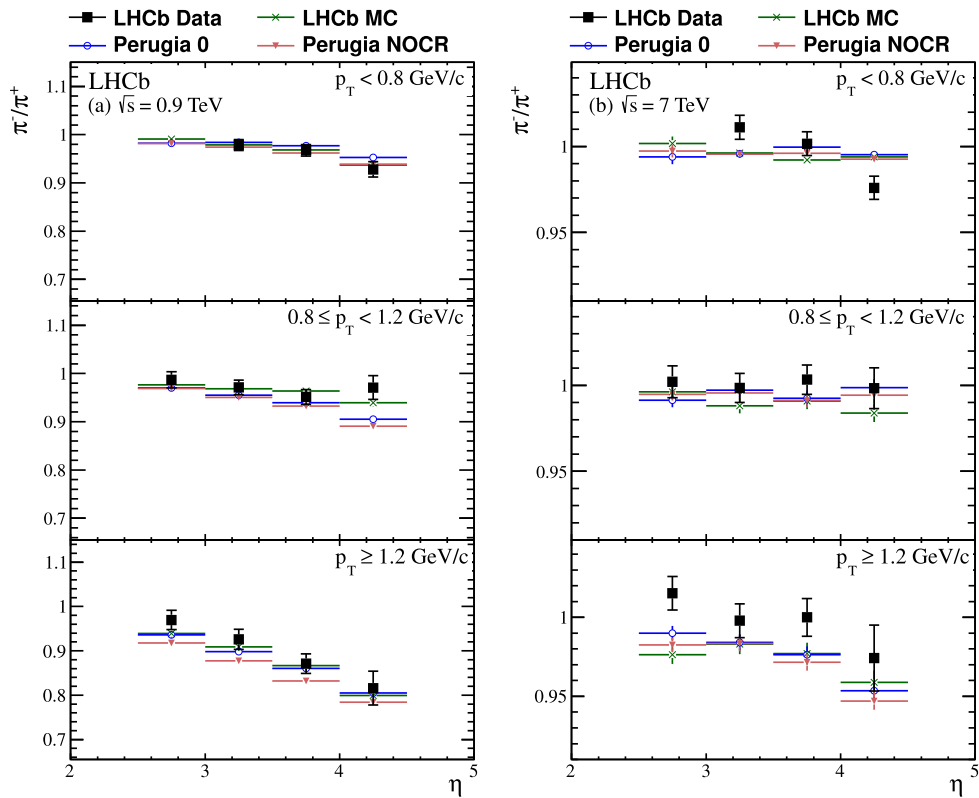 LHCb Data
LHCb MC
Perugia 0
Perugia NOCR
π⁻/π⁺
LHCb
(a) √s = 0.9 TeV
p_T < 0.8 GeV/c
1.1
1
0.9
0.8
0.7
0.8 ≤ p_T < 1.2 GeV/c
1.1
1
0.9
0.8
0.7
p_T ≥ 1.2 GeV/c
1.1
1
0.9
0.8
0.7
2
3
4
5
η
LHCb Data
LHCb MC
Perugia 0
Perugia NOCR
π⁻/π⁺
LHCb
(b) √s = 7 TeV
p_T < 0.8 GeV/c
1
0.95
0.8 ≤ p_T < 1.2 GeV/c
1
0.95
p_T ≥ 1.2 GeV/c
1
0.95
2
3
4
5
η